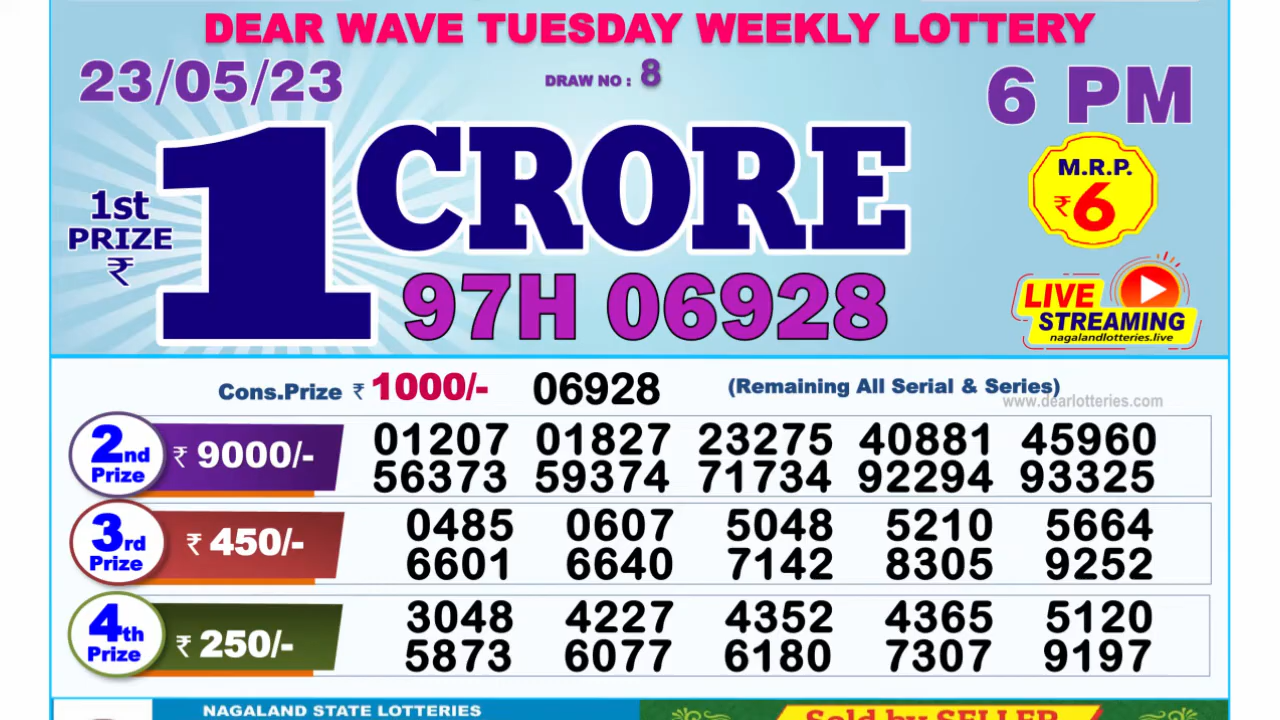 DEAR WAVE TUESDAY WEEKLY LOTTERY
23/05/23
DRAW NO : 8
6 PM
1st
PRIZE
₹
1 CRORE
97H 06928
M.R.P.
₹6
LIVE
STREAMING
nagalandlotteries.live
Cons.Prize ₹ 1000/- 06928 (Remaining All Serial & Series)
www.dearlotteries.com
2nd
Prize
₹ 9000/-
01207 01827 23275 40881 45960
56373 59374 71734 92294 93325
3rd
Prize
₹ 450/-
0485 0607 5048 5210 5664
6601 6640 7142 8305 9252
4th
Prize
₹ 250/-
3048 4227 4352 4365 5120
5873 6077 6180 7307 9197
NAGALAND STATE LOTTERIES
Sold by SELLER